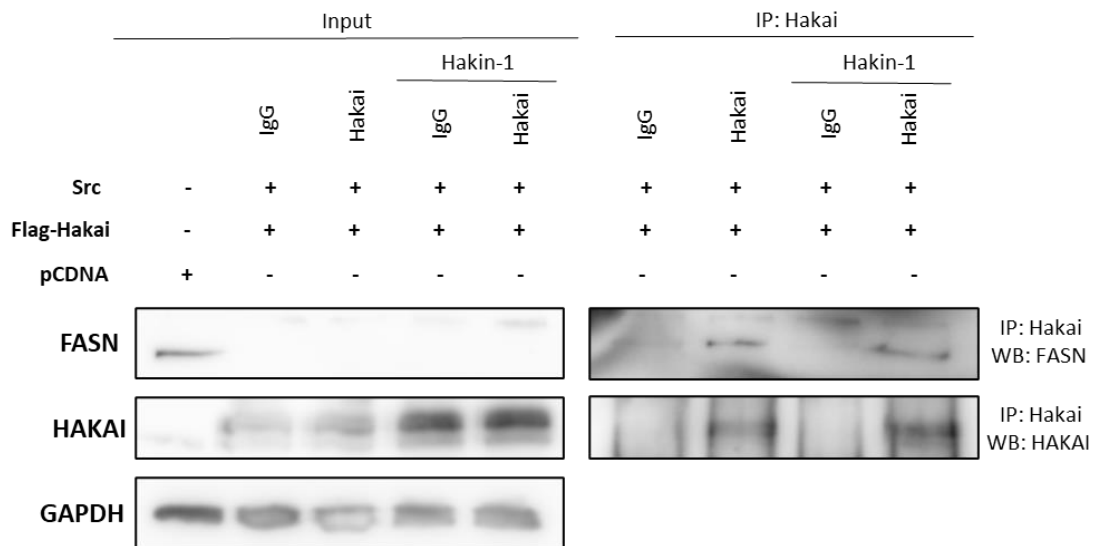 Input
IP: Hakai
Hakin-1
Hakin-1
IgG
Hakai
IgG
Hakai
IgG
Hakai
IgG
Hakai
Src - + + + + + + + +
Flag-Hakai - + + + + + + + +
pCDNA + - - - - - - - -
FASN
IP: Hakai
WB: FASN
HAKAI
IP: Hakai
WB: HAKAI
GAPDH